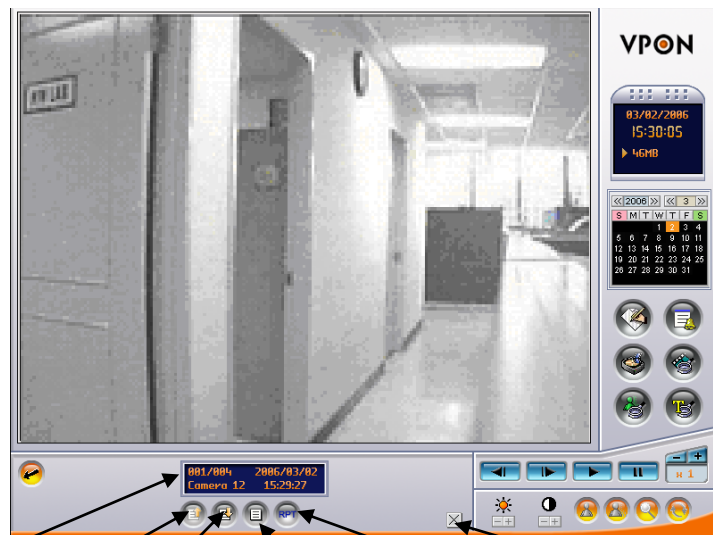 VPON
03/02/2006
15:30:05
46MB
2006 3
S M T W T F S
1 2 3 4
5 6 7 8 9 10 11
12 13 14 15 16 17 18
19 20 21 22 23 24 25
26 27 28 29 30 31
T
001/004 2006/03/02
Camera 12 15:29:27
RPT
- +
x 1
- +
- +